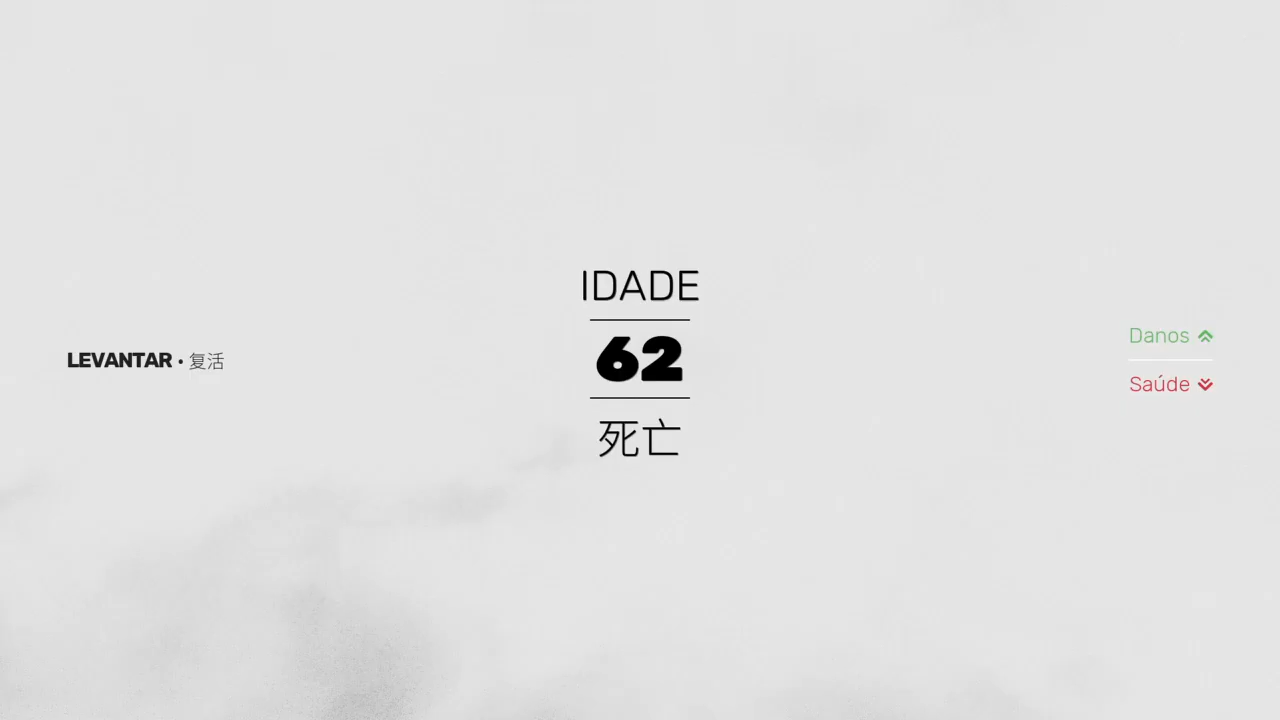 IDADE
62
死亡
LEVANTAR • 复活
Danos
Saúde